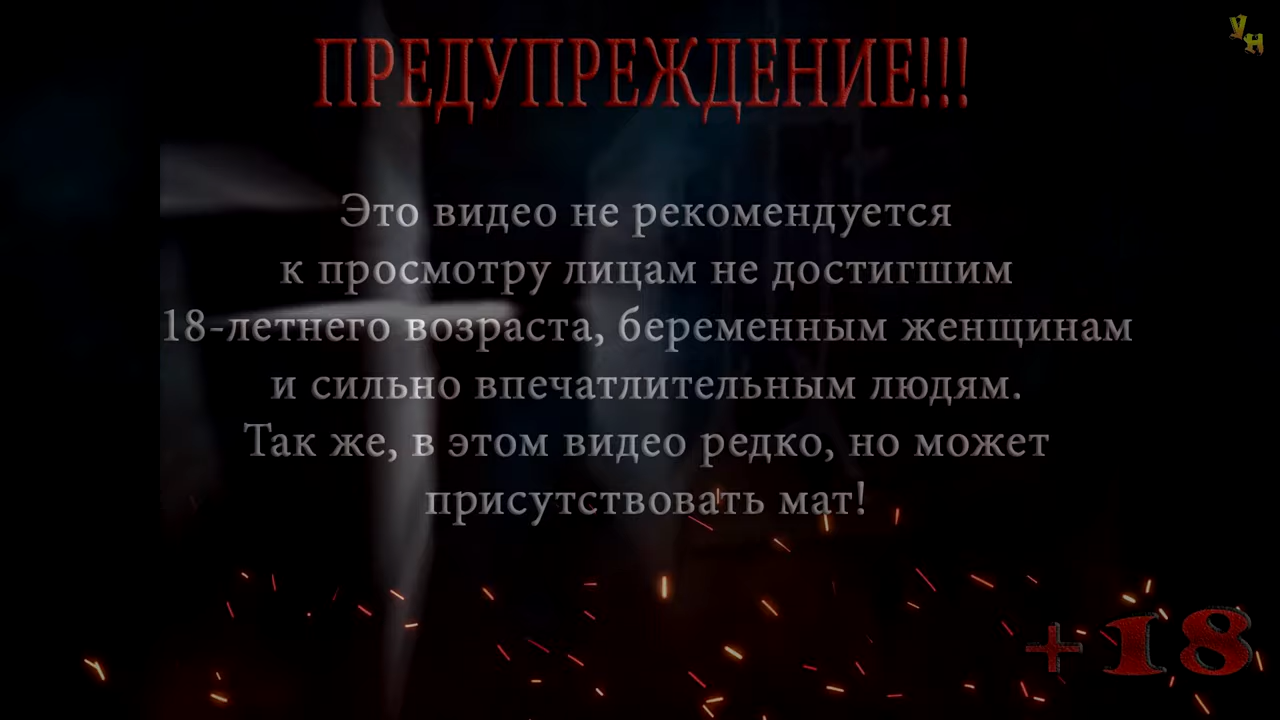 УН
ПРЕДУПРЕЖДЕНИЕ!!!
Это видео не рекомендуется
к просмотру лицам не достигшим
18-летнего возраста, беременным женщинам
и сильно впечатлительным людям.
Так же, в этом видео редко, но может
присутствовать мат!
+18